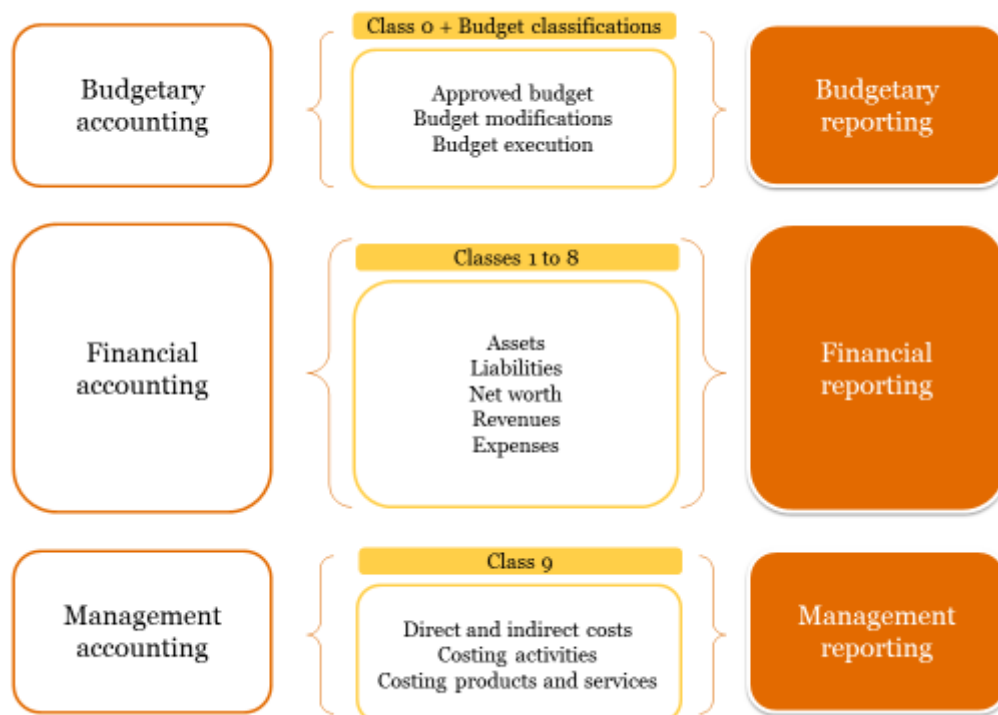 Class 0 + Budget classifications
Budgetary
accounting
Approved budget
Budget modifications
Budget execution
Budgetary
reporting
Classes 1 to 8
Financial
accounting
Assets
Liabilities
Net worth
Revenues
Expenses
Financial
reporting
Class 9
Management
accounting
Direct and indirect costs
Costing activities
Costing products and services
Management
reporting